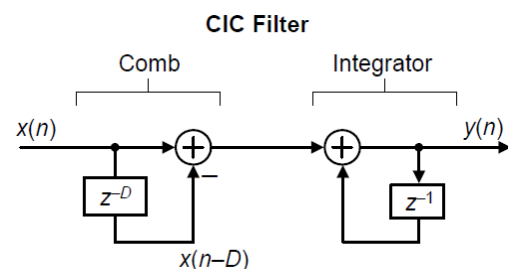 CIC Filter
Comb Integrator
x(n) + − + y(n)
z⁻ᴰ z⁻¹
x(n–D)